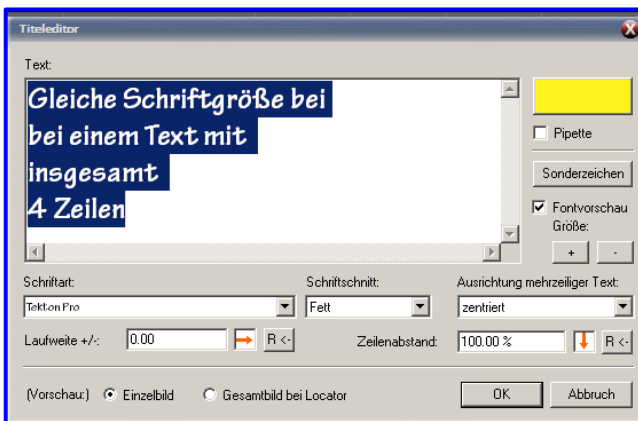 Titeleditor
Text:
Gleiche Schriftgröße bei
bei einem Text mit
insgesamt
4 Zeilen
Pipette
Sonderzeichen
Fontvorschau
Größe:
+ -
Schriftart: Schriftschnitt: Ausrichtung mehrzeiliger Text:
Tekton Pro Fett zentriert
Laufweite +/-: 0.00 R <- Zeilenabstand: 100.00 % R <-
(Vorschau:) Einzelbild Gesamtbild bei Locator OK Abbruch